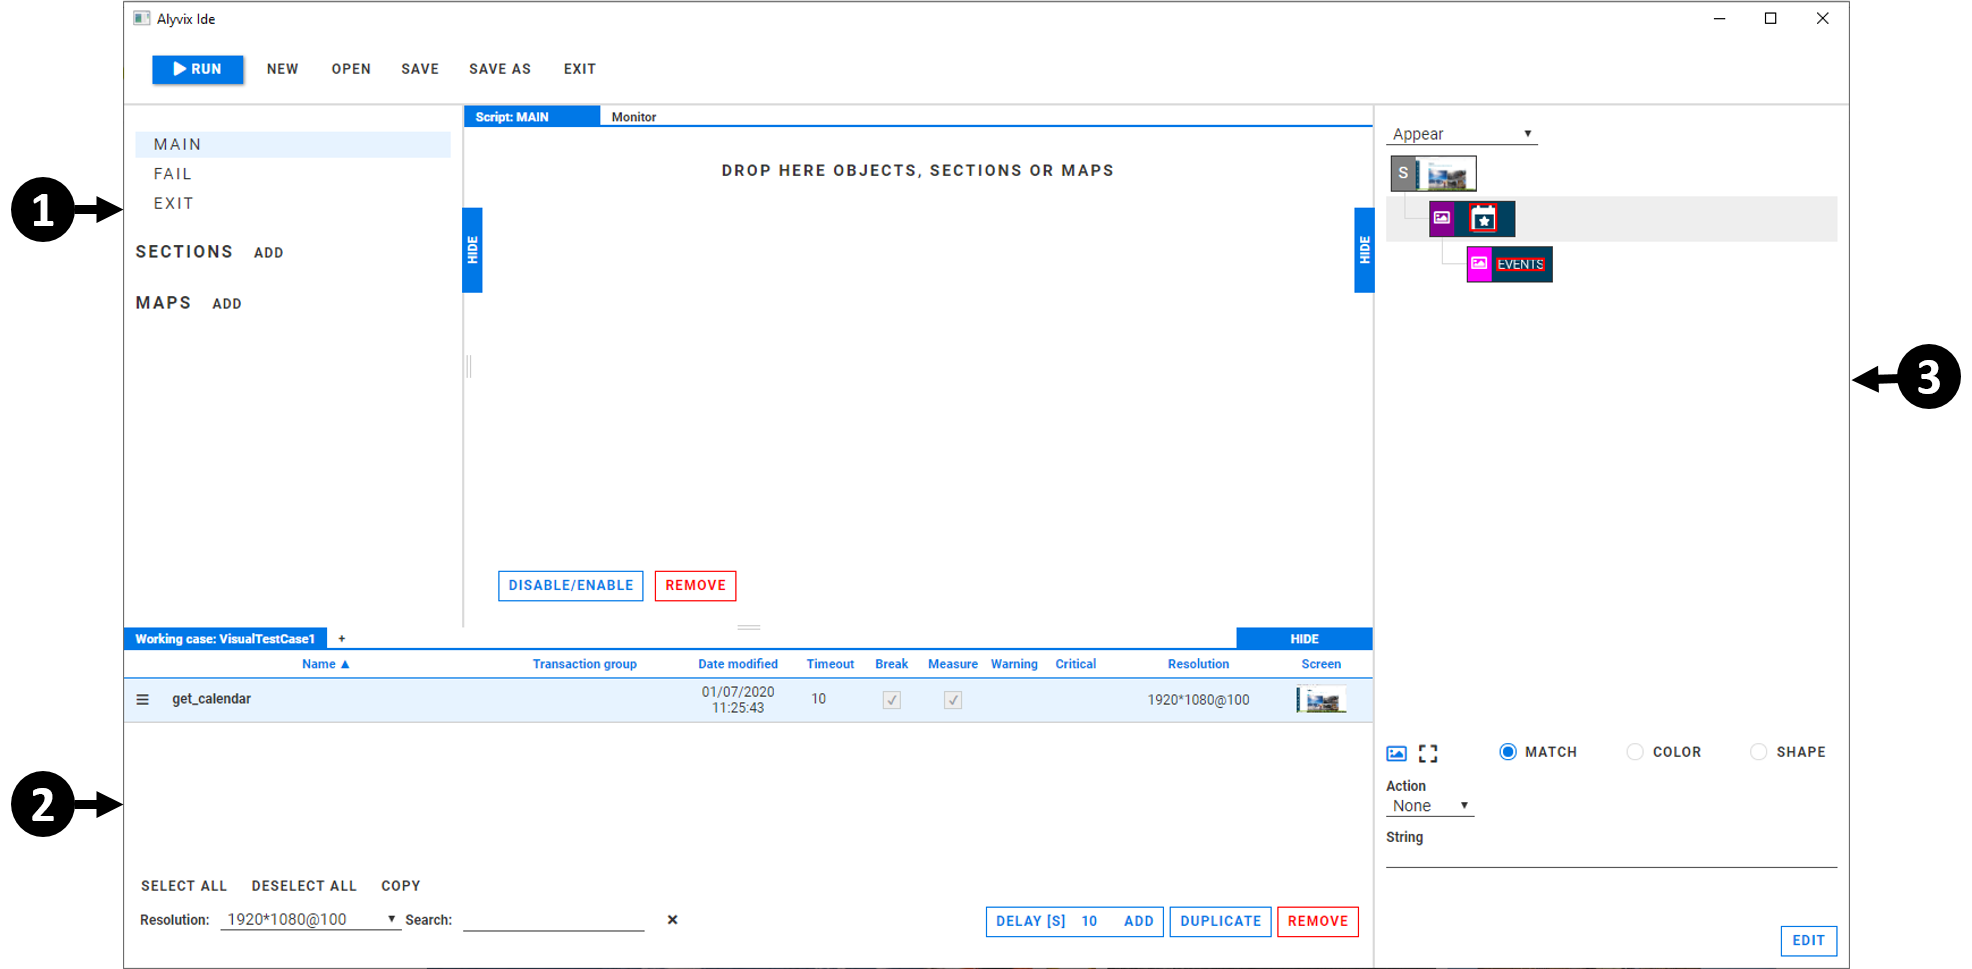 Alyvix Ide
RUN NEW OPEN SAVE SAVE AS EXIT
MAIN
FAIL
EXIT
SECTIONS ADD
MAPS ADD
1
Script: MAIN Monitor
DROP HERE OBJECTS, SECTIONS OR MAPS
HIDE
HIDE
DISABLE/ENABLE REMOVE
Appear
S
EVENTS
3
Working case: VisualTestCase1 + HIDE
Name ▲ Transaction group Date modified Timeout Break Measure Warning Critical Resolution Screen
get_calendar 01/07/2020 10 1920*1080@100
11:25:43
2
SELECT ALL DESELECT ALL COPY
Resolution: 1920*1080@100 Search: ×
DELAY [S] 10 ADD DUPLICATE REMOVE
MATCH COLOR SHAPE
Action
None
String
EDIT